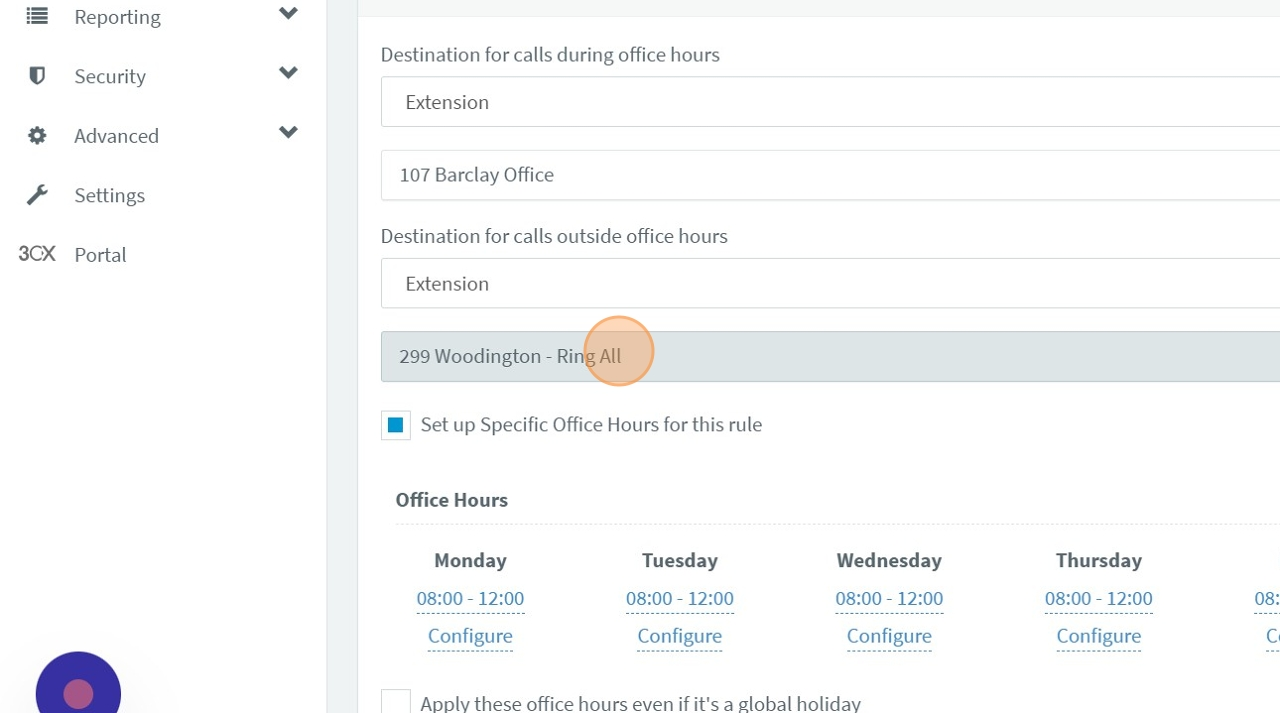 Reporting
Security
Advanced
Settings
3CX Portal
Destination for calls during office hours
Extension
107 Barclay Office
Destination for calls outside office hours
Extension
299 Woodington - Ring All
Set up Specific Office Hours for this rule
Office Hours
Monday Tuesday Wednesday Thursday
08:00 - 12:00 08:00 - 12:00 08:00 - 12:00 08:00 - 12:00 08:
Configure Configure Configure Configure
Apply these office hours even if it's a global holiday